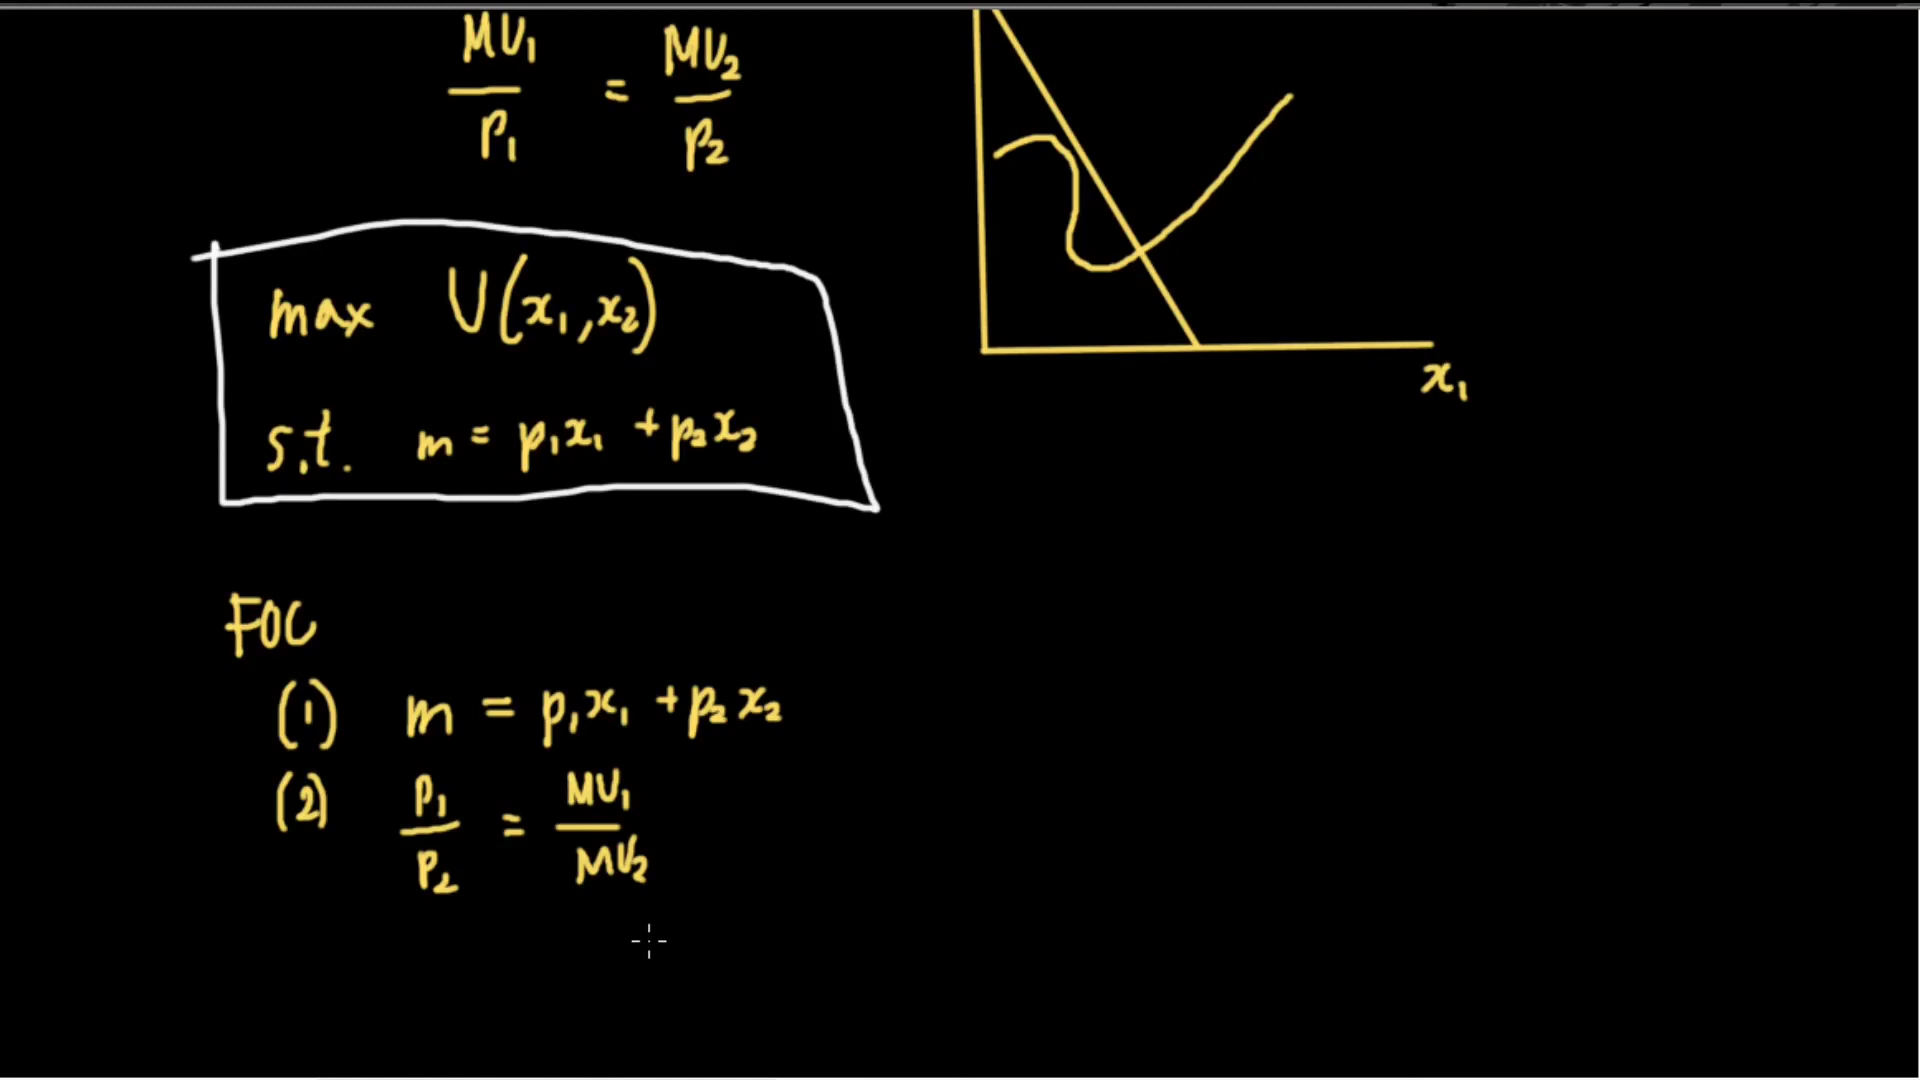 MU₁ / P₁ = MU₂ / P₂
max U(x₁, x₂)
s.t. m = p₁x₁ + p₂x₂
x₁
FOC
(1) m = p₁x₁ + p₂x₂
(2) P₁ / P₂ = MU₁ / MU₂